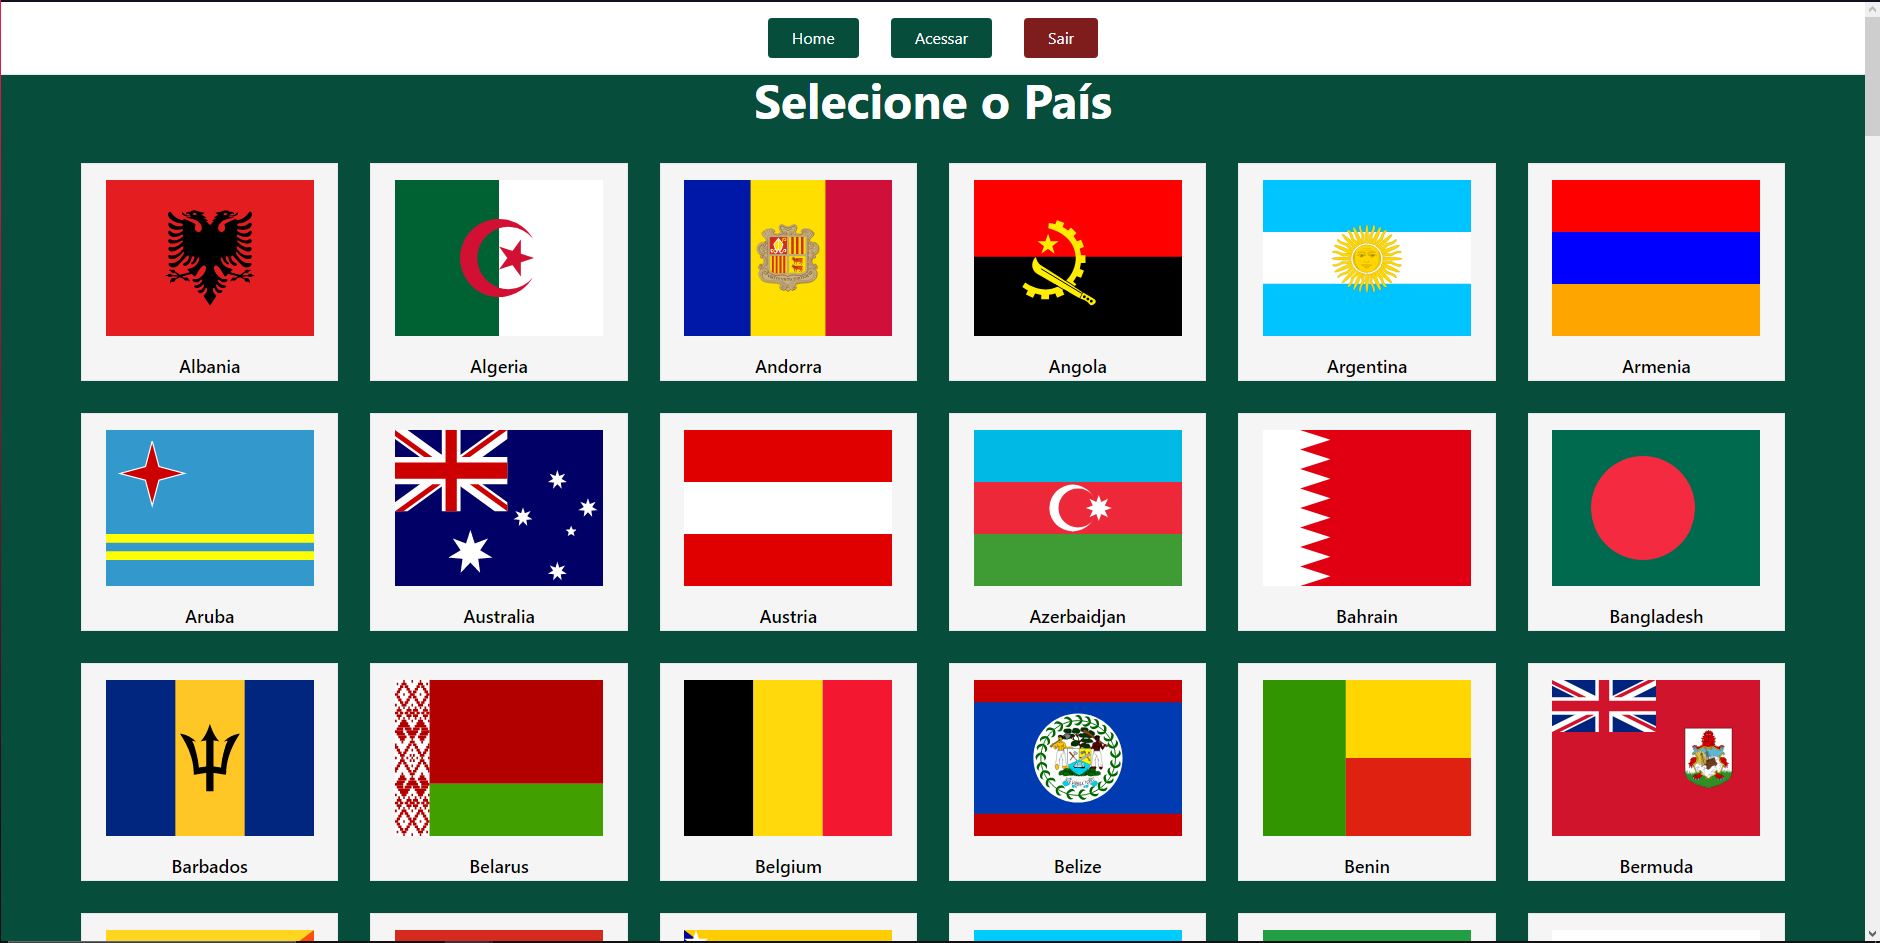 Home Acessar Sair
Selecione o País
Albania Algeria Andorra Angola Argentina Armenia
Aruba Australia Austria Azerbaidjan Bahrain Bangladesh
Barbados Belarus Belgium Belize Benin Bermuda